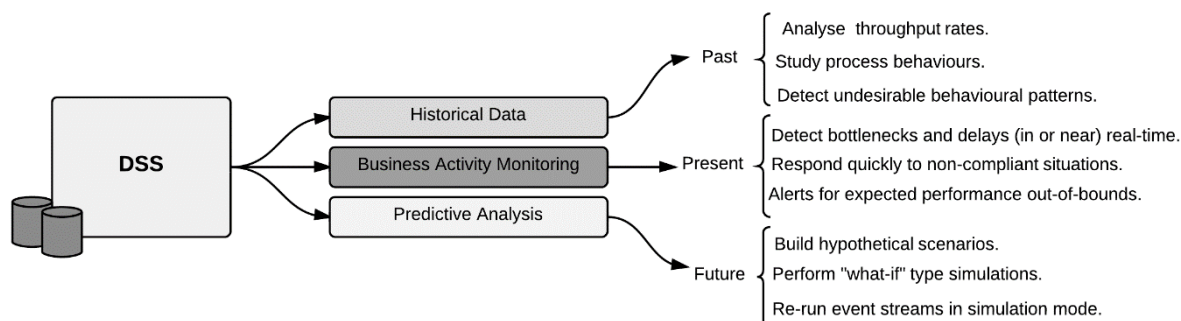 DSS
Historical Data
Business Activity Monitoring
Predictive Analysis
Past
Analyse throughput rates.
Study process behaviours.
Detect undesirable behavioural patterns.
Present
Detect bottlenecks and delays (in or near) real-time.
Respond quickly to non-compliant situations.
Alerts for expected performance out-of-bounds.
Future
Build hypothetical scenarios.
Perform "what-if" type simulations.
Re-run event streams in simulation mode.